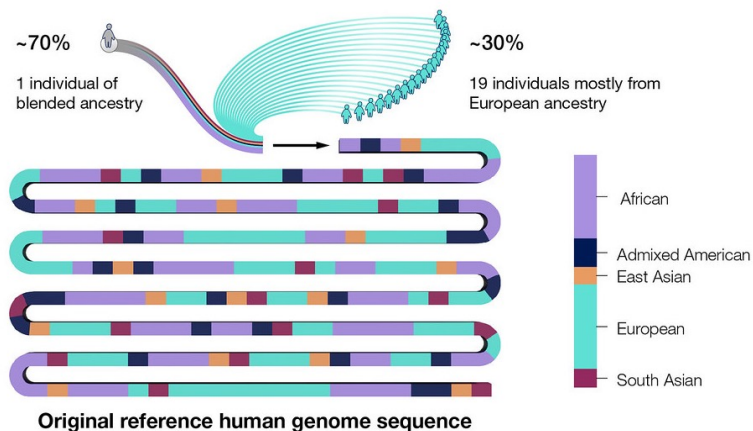 ~70%
1 individual of
blended ancestry
~30%
19 individuals mostly from
European ancestry
African
Admixed American
East Asian
European
South Asian
Original reference human genome sequence